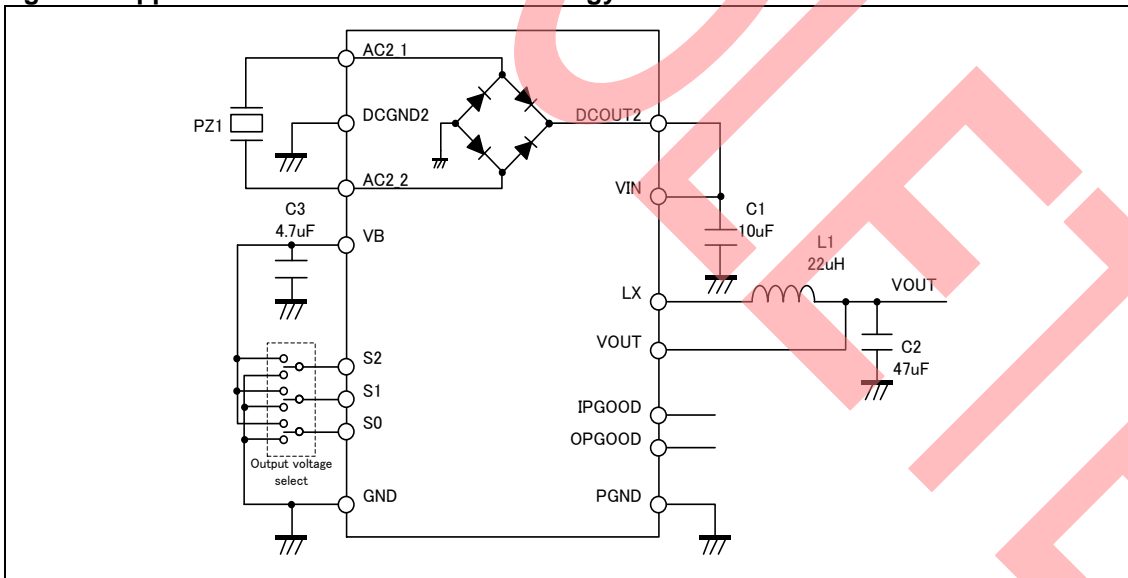 AC2_1
DCGND2
DCOUT2
PZ1
AC2_2
VIN
C3
4.7uF
VB
C1
10uF
L1
22uH
LX
VOUT
VOUT
C2
47uF
S2
S1
S0
IPGOOD
OPGOOD
Output voltage
select
GND
PGND